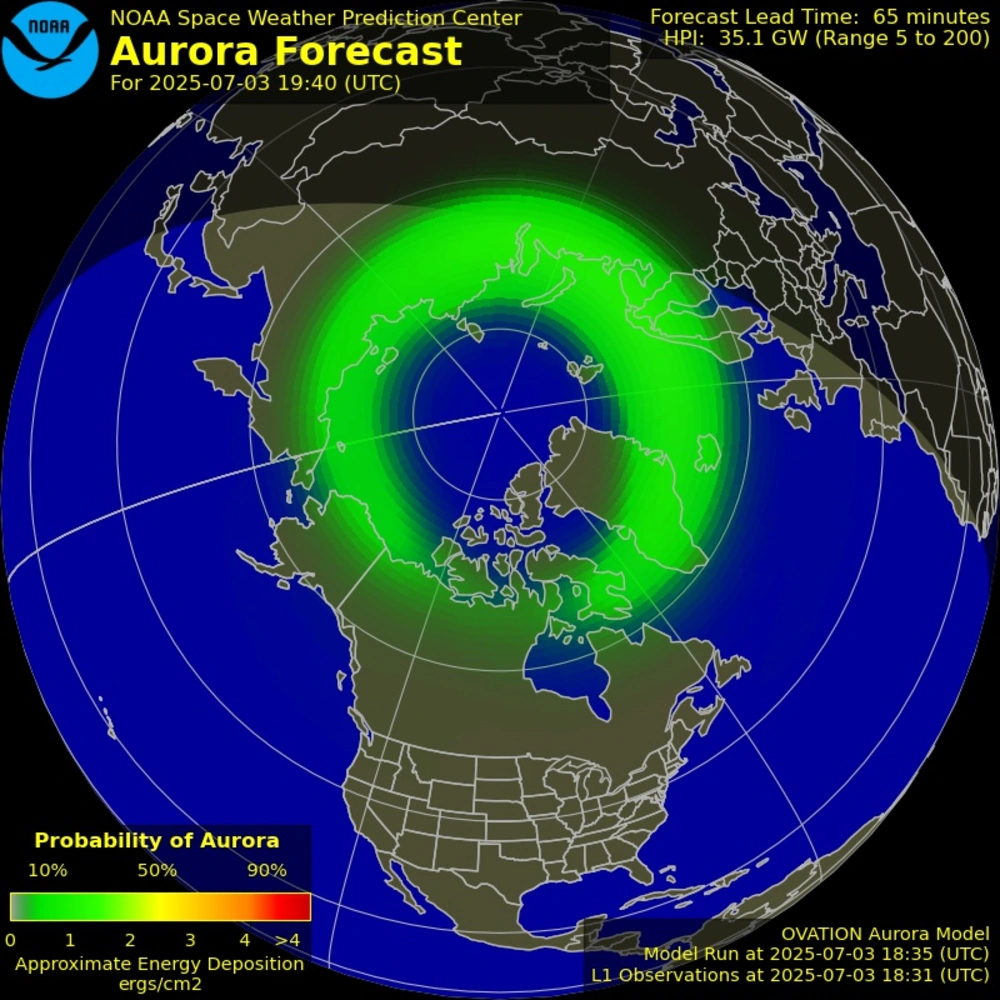 NOAA
NOAA Space Weather Prediction Center
Aurora Forecast
For 2025-07-03 19:40 (UTC)
Forecast Lead Time: 65 minutes
HPI: 35.1 GW (Range 5 to 200)
Probability of Aurora
10% 50% 90%
0 1 2 3 4 >4
Approximate Energy Deposition
ergs/cm2
OVATION Aurora Model
Model Run at 2025-07-03 18:35 (UTC)
L1 Observations at 2025-07-03 18:31 (UTC)